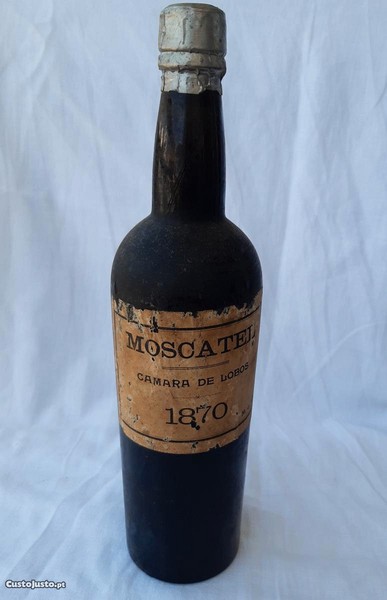 MOSCATEL
CAMARA DE LOBOS
1870
CustoJusto.pt